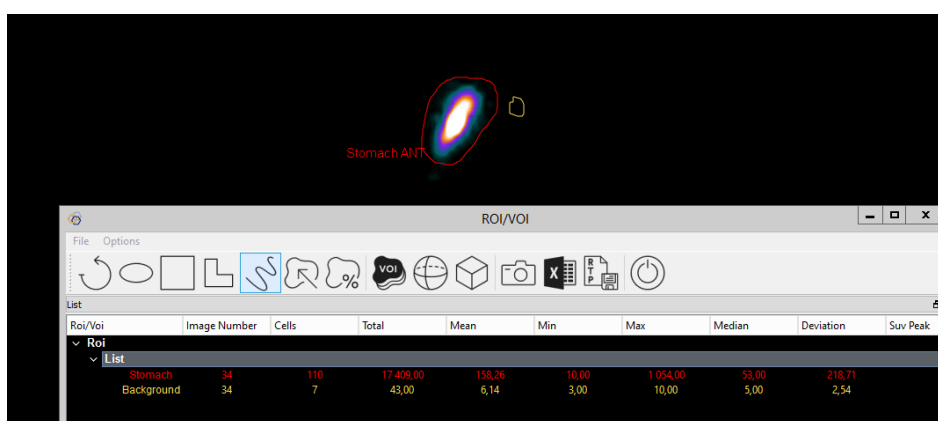 Stomach ANT
ROI/VOI
File Options
VOI
%
X
RTP
List
Roi/Voi Image Number Cells Total Mean Min Max Median Deviation Suv Peak
Roi
List
Stomach 34 110 17 409,00 158,26 10,00 1 054,00 53,00 218,71
Background 34 7 43,00 6,14 3,00 10,00 5,00 2,54